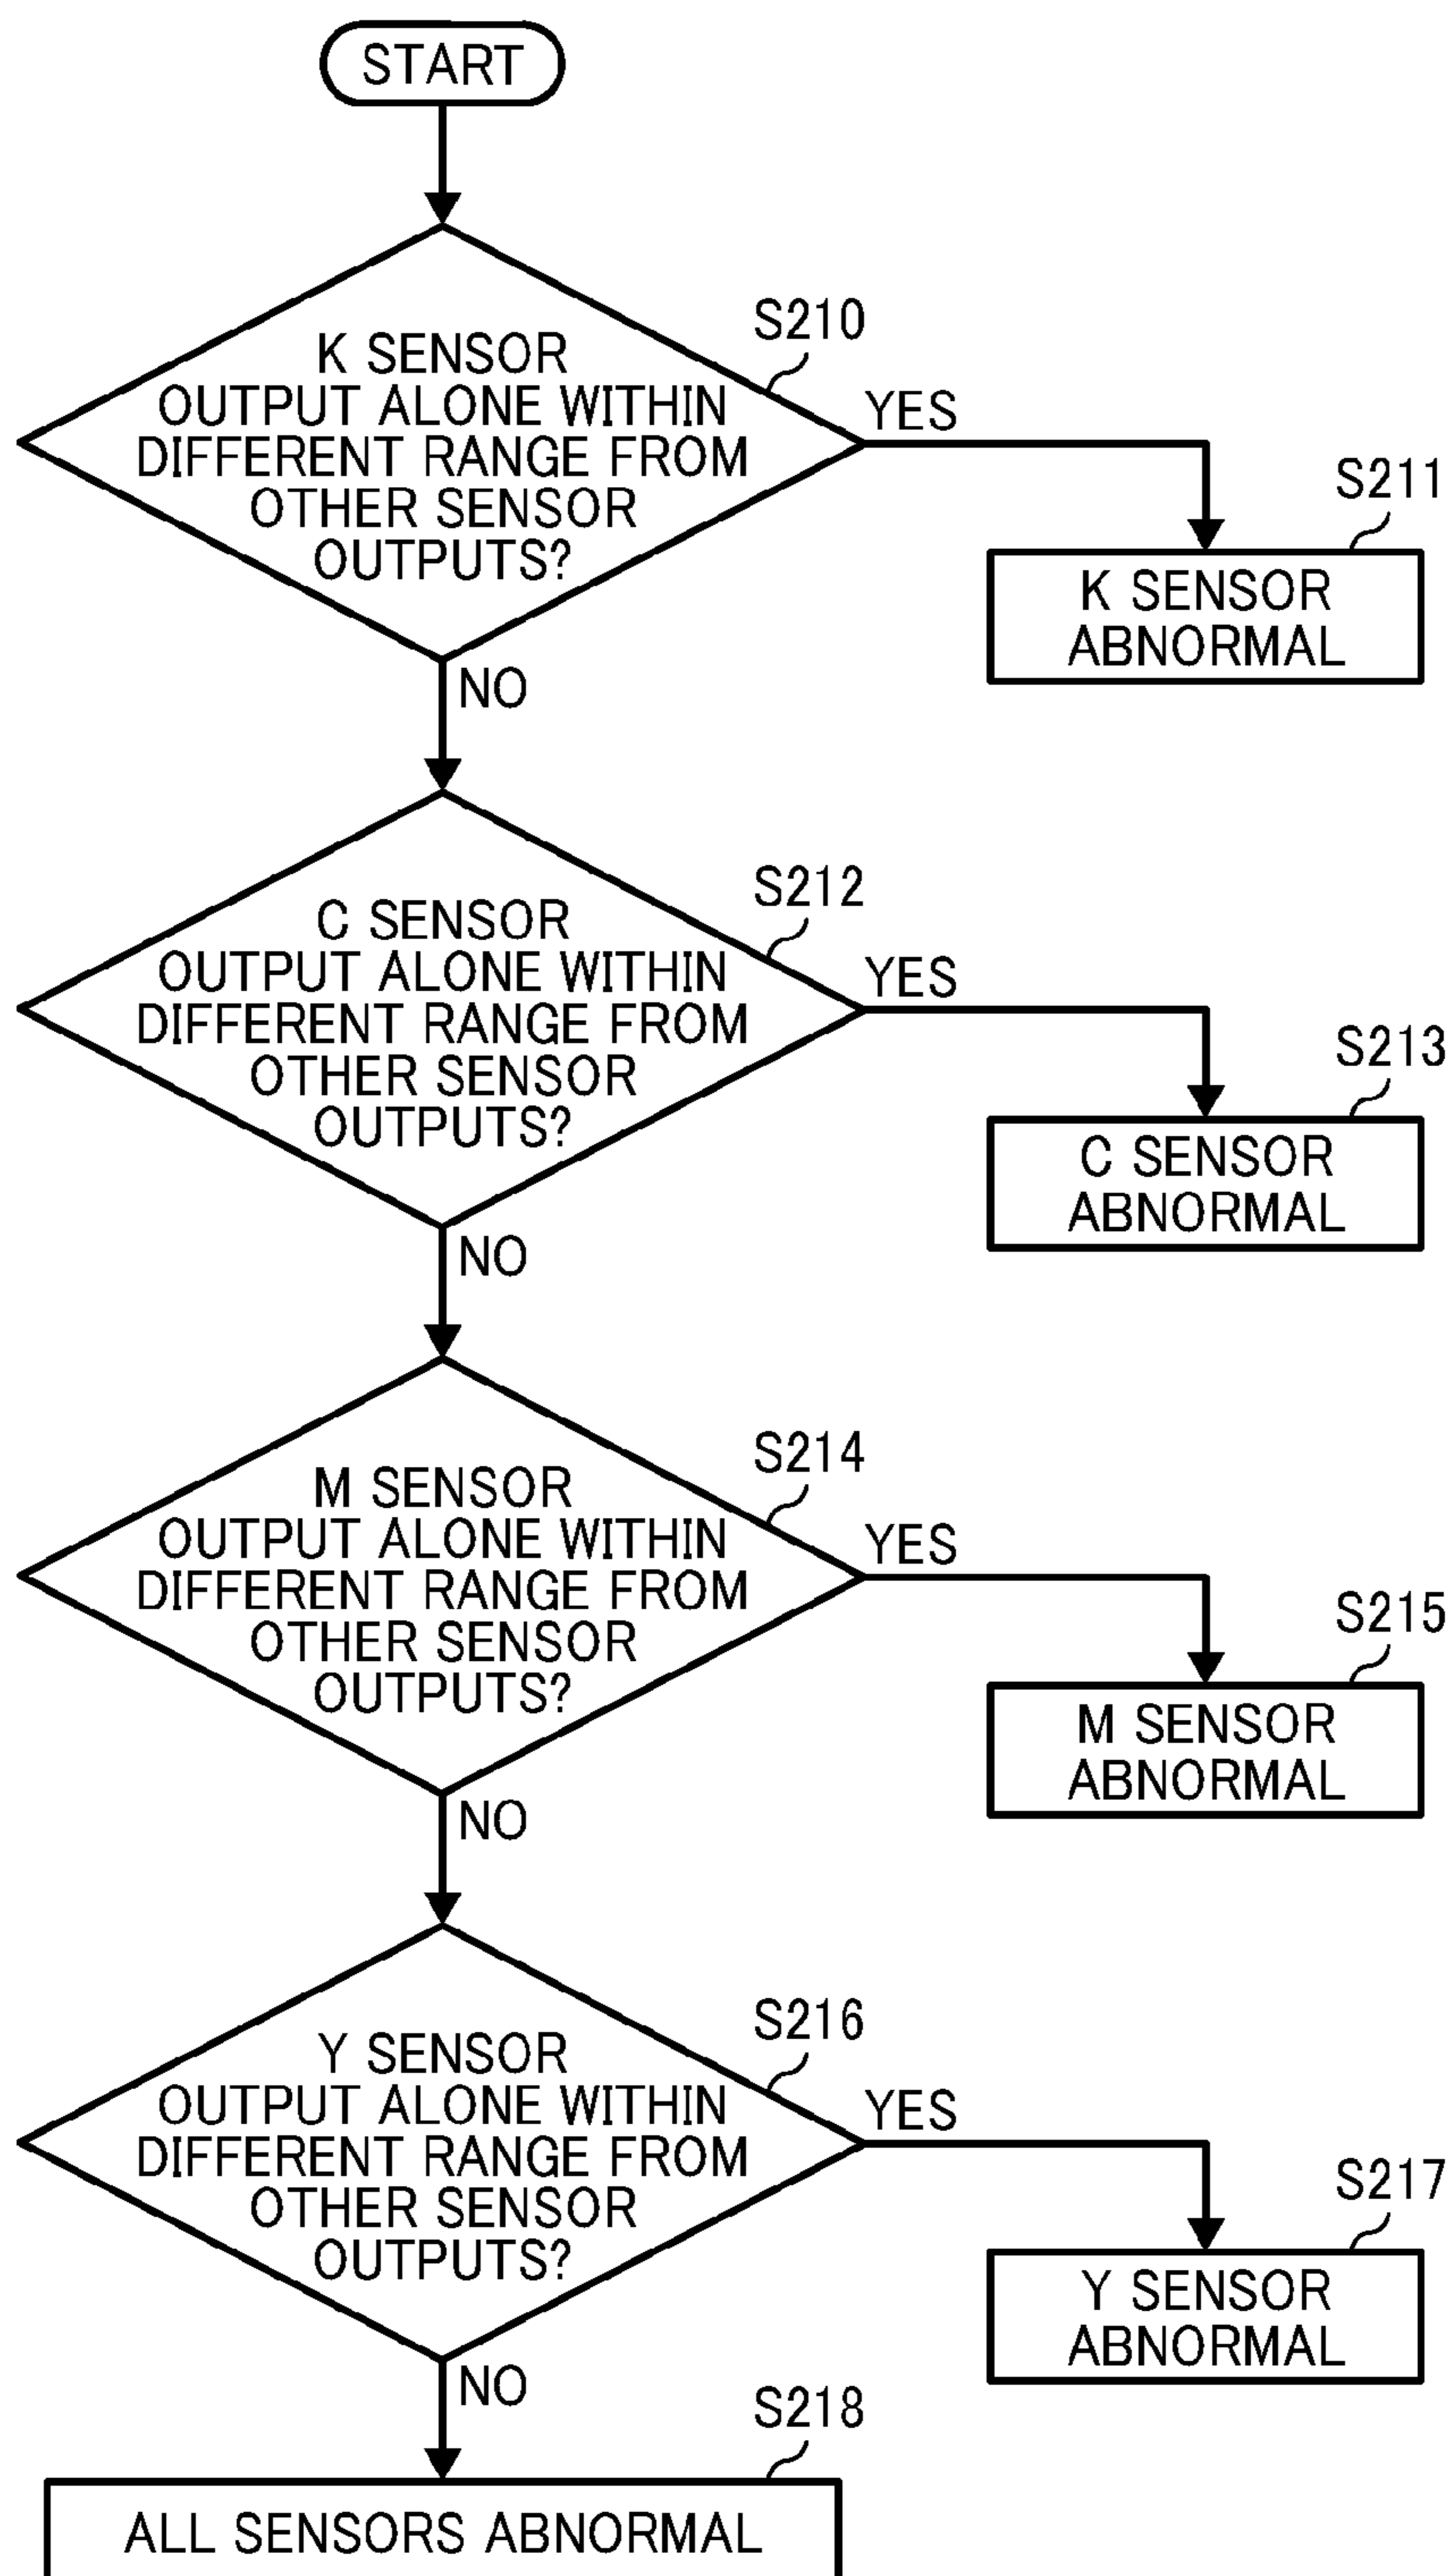 START
S210
K SENSOR
OUTPUT ALONE WITHIN
DIFFERENT RANGE FROM
OTHER SENSOR
OUTPUTS?
YES
S211
K SENSOR
ABNORMAL
NO
S212
C SENSOR
OUTPUT ALONE WITHIN
DIFFERENT RANGE FROM
OTHER SENSOR
OUTPUTS?
YES
S213
C SENSOR
ABNORMAL
NO
S214
M SENSOR
OUTPUT ALONE WITHIN
DIFFERENT RANGE FROM
OTHER SENSOR
OUTPUTS?
YES
S215
M SENSOR
ABNORMAL
NO
S216
Y SENSOR
OUTPUT ALONE WITHIN
DIFFERENT RANGE FROM
OTHER SENSOR
OUTPUTS?
YES
S217
Y SENSOR
ABNORMAL
NO
S218
ALL SENSORS ABNORMAL